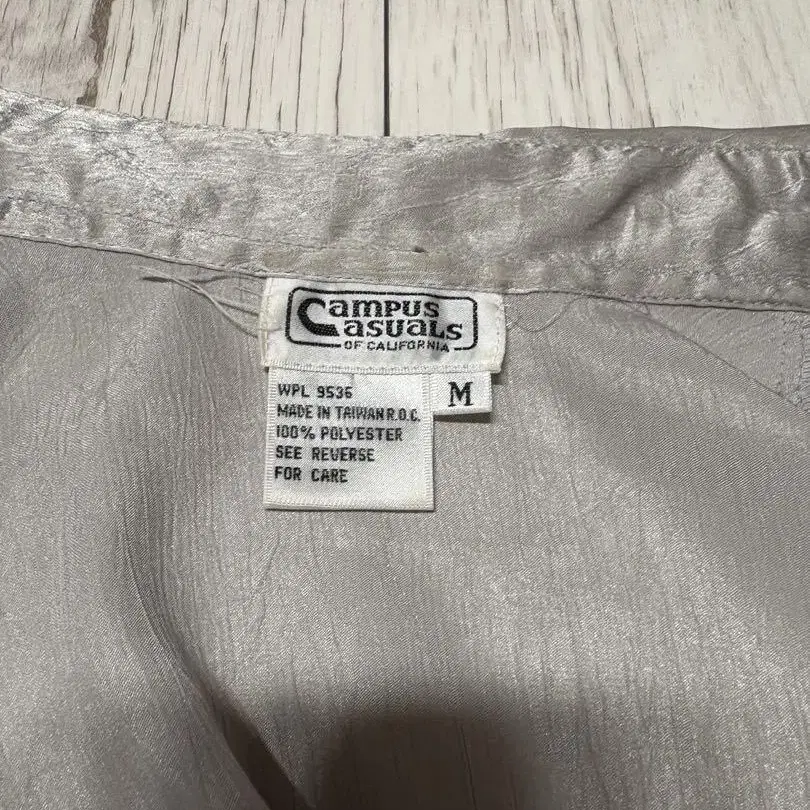 Campus
Casuals
OF CALIFORNIA
M
WPL 9536
MADE IN TAIWAN R.O.C.
100% POLYESTER
SEE REVERSE
FOR CARE